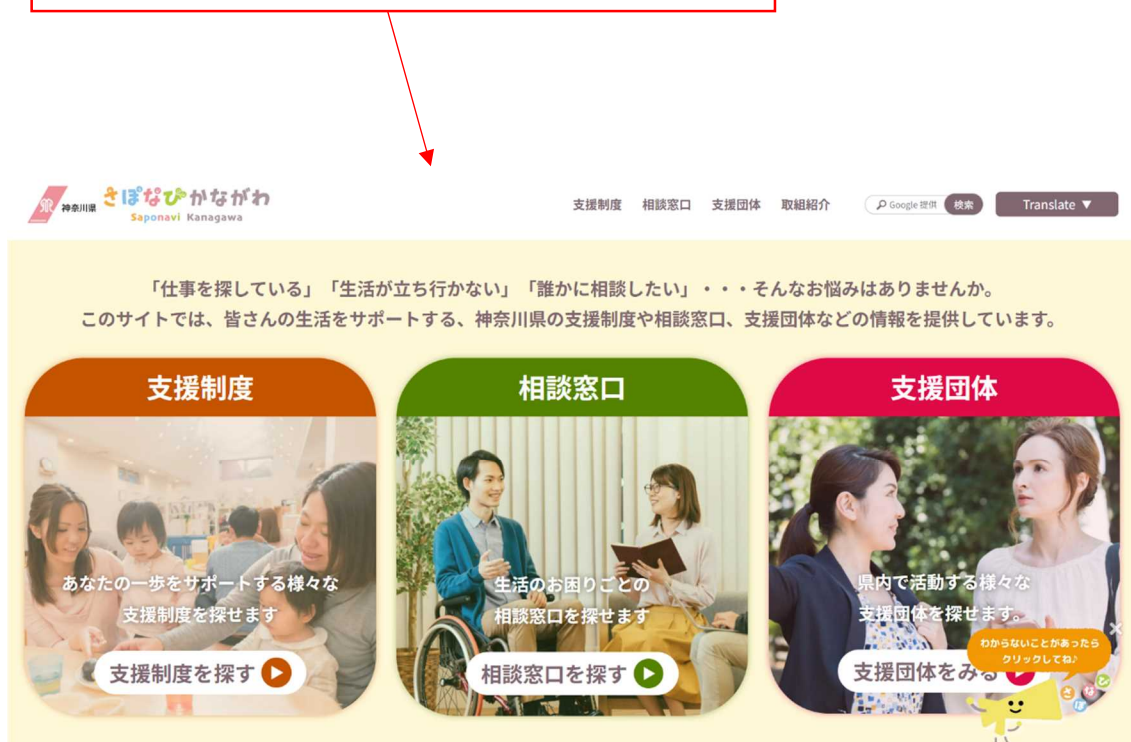 神奈川県
さぽなびかながわ
Saponavi Kanagawa
支援制度 相談窓口 支援団体 取組紹介
Google 提供 検索
Translate ▼
「仕事を探している」「生活が立ち行かない」「誰かに相談したい」・・・そんなお悩みはありませんか。
このサイトでは、皆さんの生活をサポートする、神奈川県の支援制度や相談窓口、支援団体などの情報を提供しています。
支援制度
あなたの一歩をサポートする様々な
支援制度を探せます
支援制度を探す
相談窓口
生活のお困りごとの
相談窓口を探せます
相談窓口を探す
支援団体
県内で活動する様々な
支援団体を探せます。
支援団体をみる
わからないことがあったら
クリックしてね♪
さぽなび